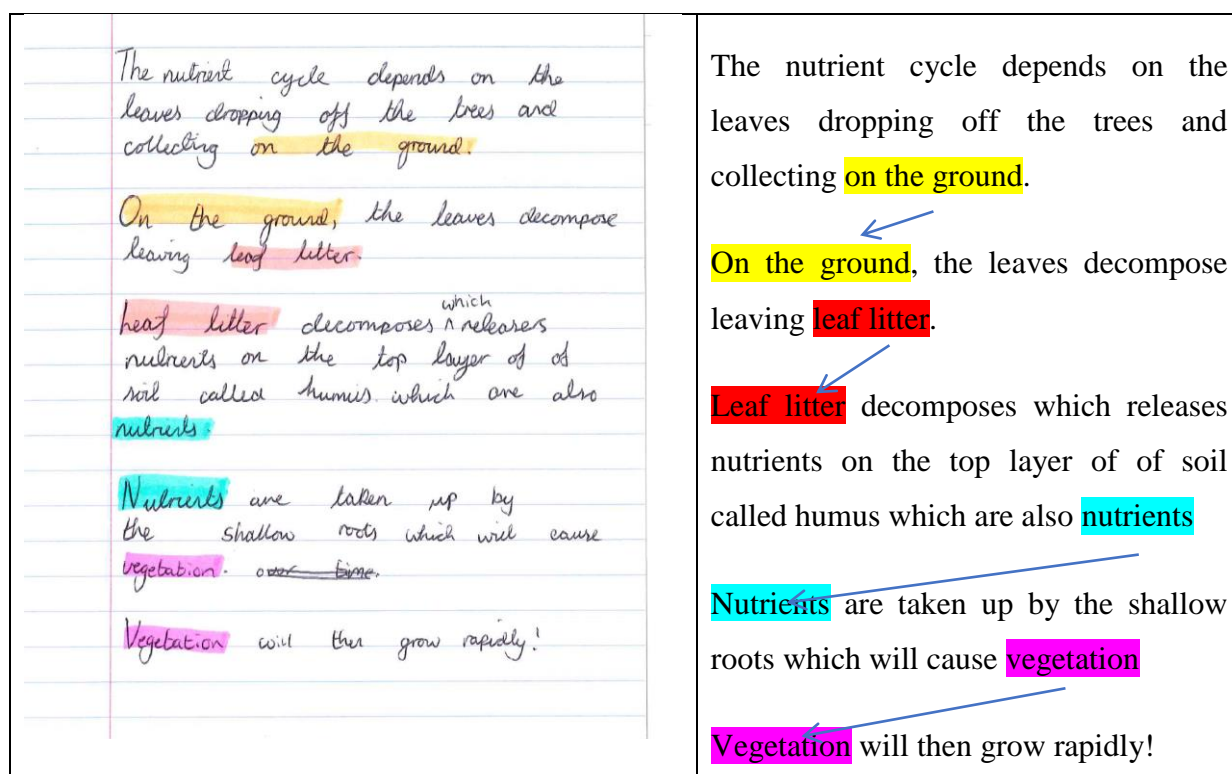 The nutrient cycle depends on the
leaves dropping off the trees and
collecting on the ground.
On the ground, the leaves decompose
leaving leaf litter.
Leaf litter decomposes which releasers
nutrients on the top layer of of
soil called humus which are also
nutrients.
Nutrients are taken up by
the shallow roots which will cause
vegetation. over time.
Vegetation will then grow rapidly!
The nutrient cycle depends on the
leaves dropping off the trees and
collecting on the ground.
On the ground, the leaves decompose
leaving leaf litter.
Leaf litter decomposes which releases
nutrients on the top layer of of soil
called humus which are also nutrients
Nutrients are taken up by the shallow
roots which will cause vegetation
Vegetation will then grow rapidly!